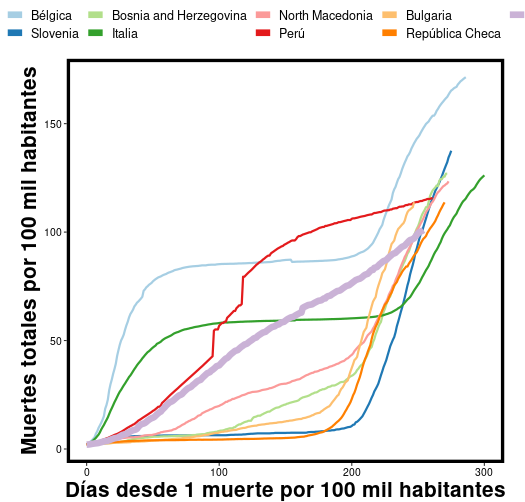 Bélgica Bosnia and Herzegovina North Macedonia Bulgaria
Slovenia Italia Perú República Checa
Muertes totales por 100 mil habitantes
150
100
50
0
0 100 200 300
Días desde 1 muerte por 100 mil habitantes